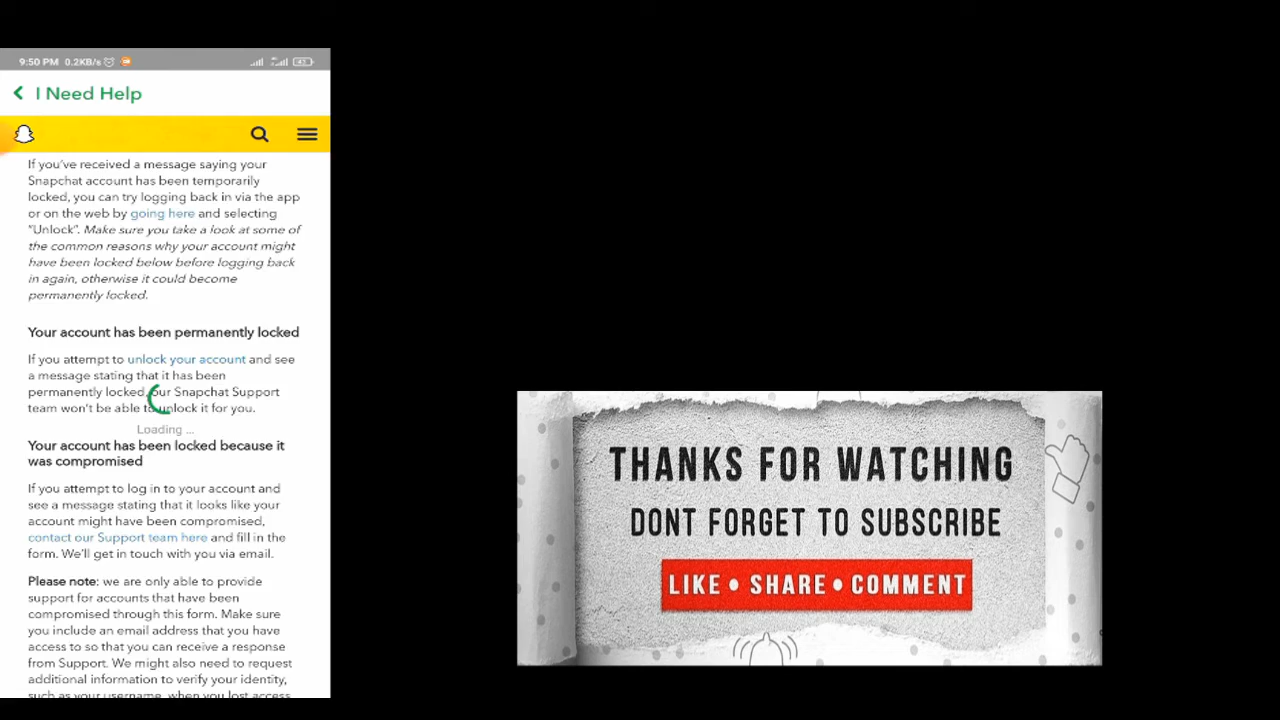 9:50 PM 0.2KB/s
I Need Help
If you've received a message saying your
Snapchat account has been temporarily
locked, you can try logging back in via the app
or on the web by going here and selecting
"Unlock". Make sure you take a look at some of
the common reasons why your account might
have been locked below before logging back
in again, otherwise it could become
permanently locked.
Your account has been permanently locked
If you attempt to unlock your account and see
a message stating that it has been
permanently locked, our Snapchat Support
team won't be able to unlock it for you.
Loading ...
Your account has been locked because it
was compromised
If you attempt to log in to your account and
see a message stating that it looks like your
account might have been compromised,
contact our Support team here and fill in the
form. We'll get in touch with you via email.
Please note: we are only able to provide
support for accounts that have been
compromised through this form. Make sure
you include an email address that you have
access to so that you can receive a response
from Support. We might also need to request
additional information to verify your identity,
such as your username, when you lost access
THANKS FOR WATCHING
DONT FORGET TO SUBSCRIBE
LIKE • SHARE • COMMENT